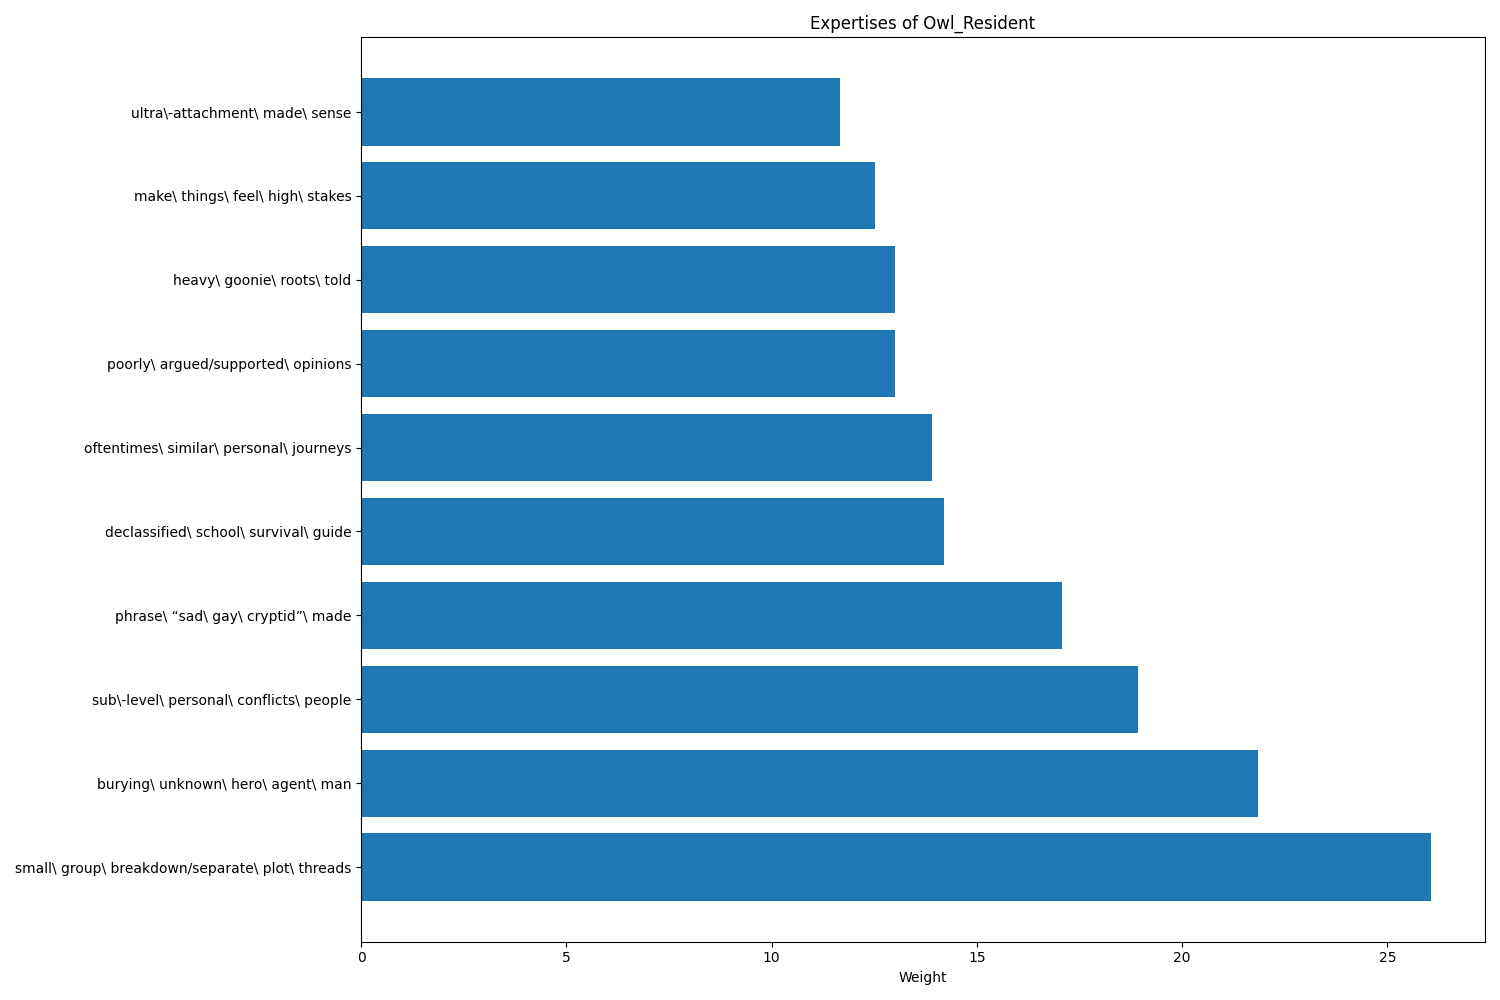 Expertises of Owl_Resident
ultra\-attachment\ made\ sense
make\ things\ feel\ high\ stakes
heavy\ goonie\ roots\ told
poorly\ argued/supported\ opinions
oftentimes\ similar\ personal\ journeys
declassified\ school\ survival\ guide
phrase\ “sad\ gay\ cryptid”\ made
sub\-level\ personal\ conflicts\ people
burying\ unknown\ hero\ agent\ man
small\ group\ breakdown/separate\ plot\ threads
0 5 10 15 20 25
Weight